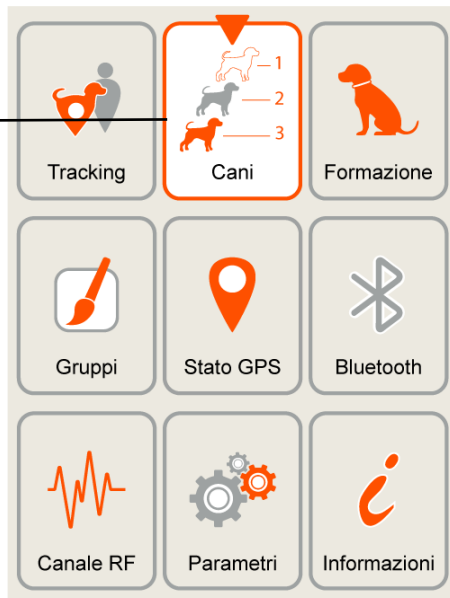 1
2
3
Tracking
Cani
Formazione
Gruppi
Stato GPS
Bluetooth
Canale RF
Parametri
Informazioni